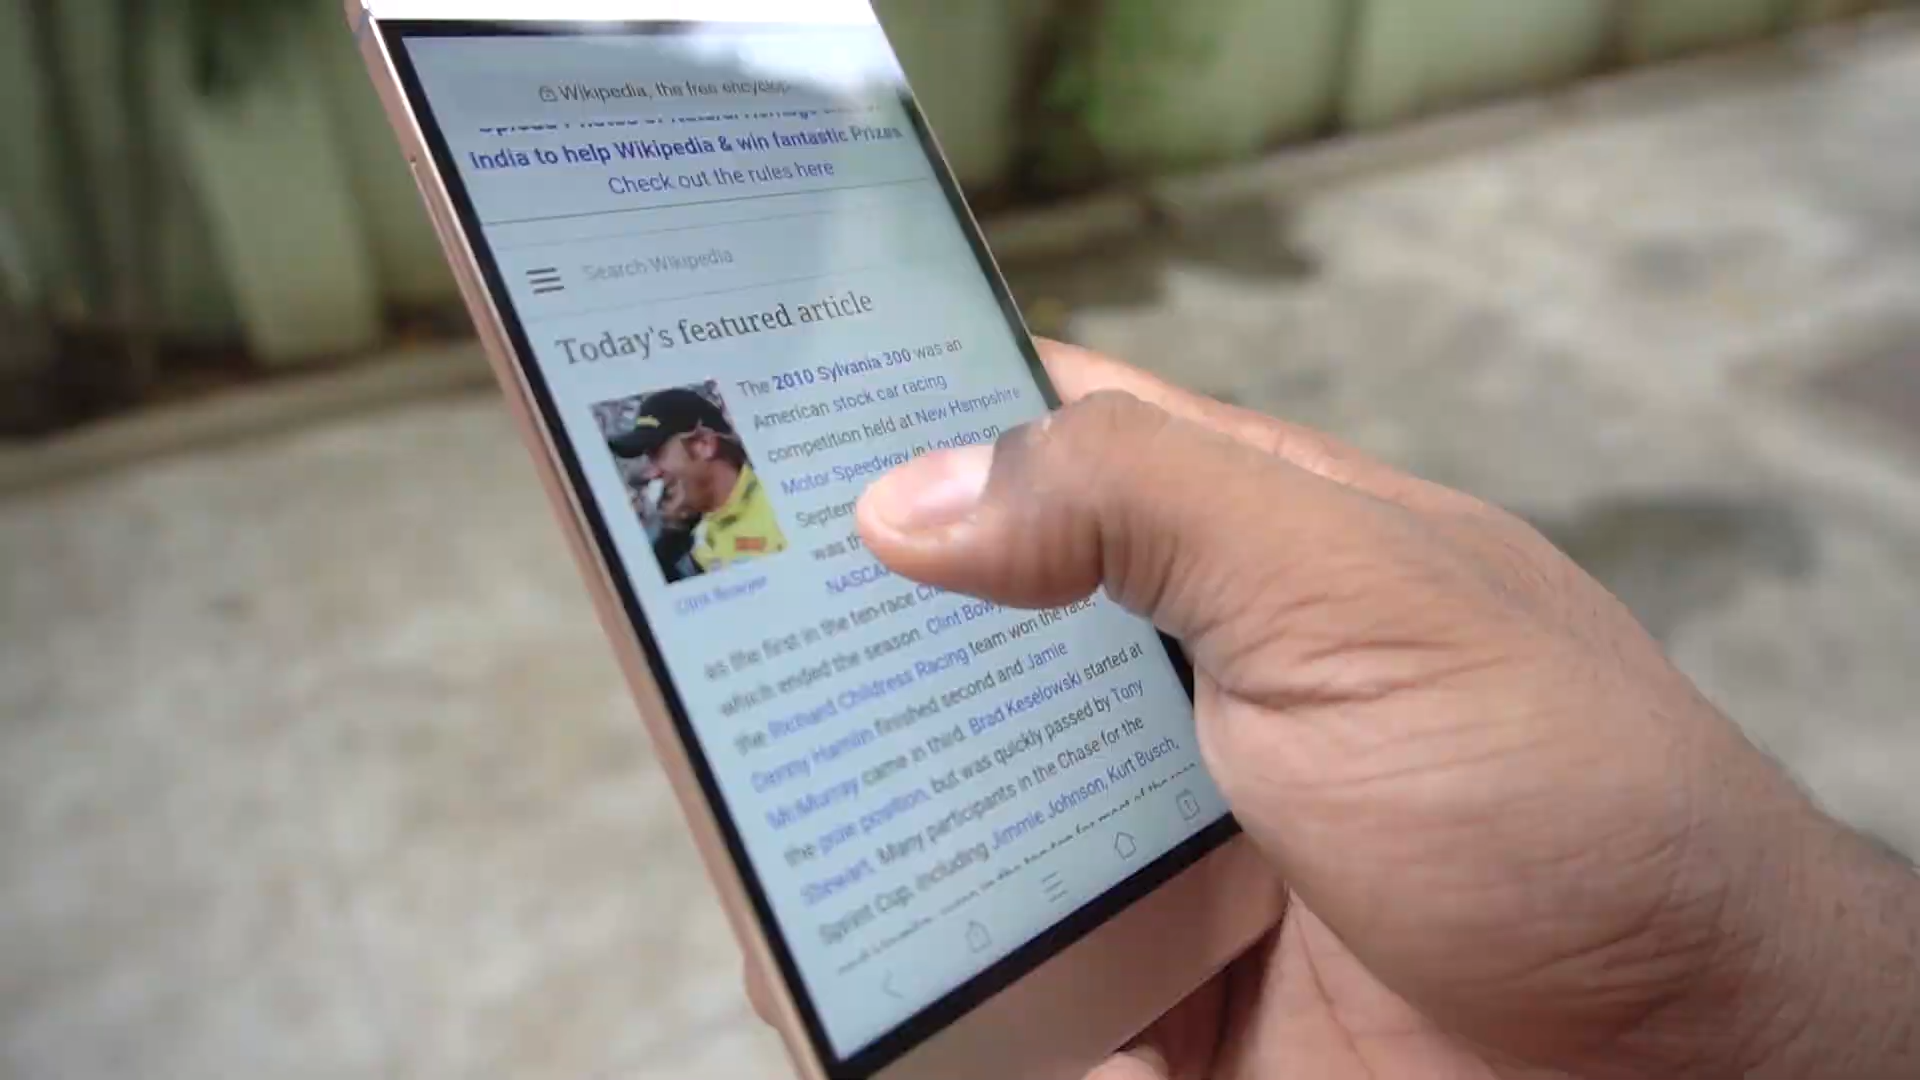 Wikipedia, the free encyclop
India to help Wikipedia & win fantastic Prizes
Check out the rules here
Search Wikipedia
Today's featured article
The 2010 Sylvania 300 was an
American stock car racing
competition held at New Hampshire
Motor Speedway in Loudon on
Septem
was th
NASCA
Clint Bowyer
as the first in the ten-race Ch
which ended the season. Clint Bowy
the Richard Childress Racing team won the race,
Denny Hamlin finished second and Jamie
McMurray came in third. Brad Keselowski started at
the pole position, but was quickly passed by Tony
Stewart. Many participants in the Chase for the
Sprint Cup, including Jimmie Johnson, Kurt Busch,
1